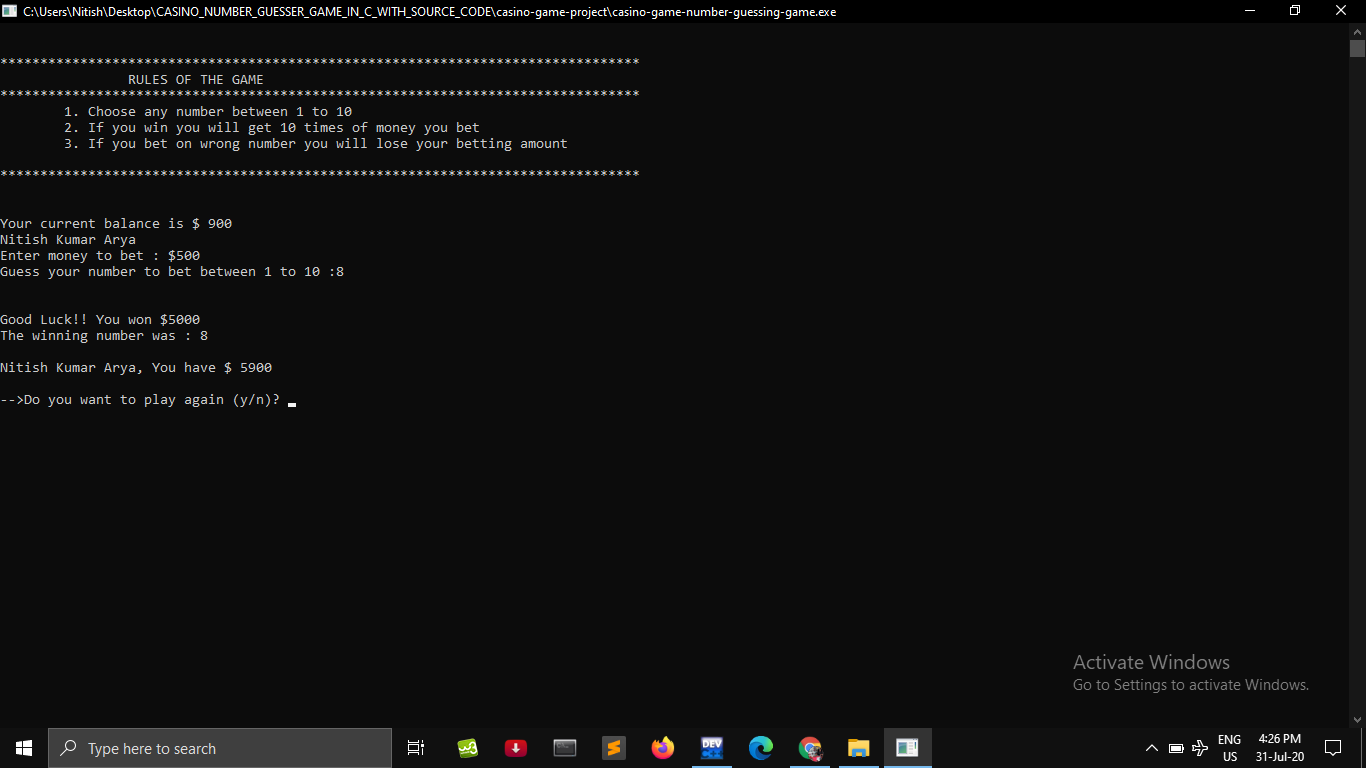 C:\Users\Nitish\Desktop\CASINO_NUMBER_GUESSER_GAME_IN_C_WITH_SOURCE_CODE\casino-game-project\casino-game-number-guessing-game.exe
********************************************************************************
RULES OF THE GAME
********************************************************************************
1. Choose any number between 1 to 10
2. If you win you will get 10 times of money you bet
3. If you bet on wrong number you will lose your betting amount
********************************************************************************
Your current balance is $ 900
Nitish Kumar Arya
Enter money to bet : $500
Guess your number to bet between 1 to 10 :8
Good Luck!! You won $5000
The winning number was : 8
Nitish Kumar Arya, You have $ 5900
-->Do you want to play again (y/n)?
Activate Windows
Go to Settings to activate Windows.
Type here to search
w3
DEV
ENG
US
4:26 PM
31-Jul-20